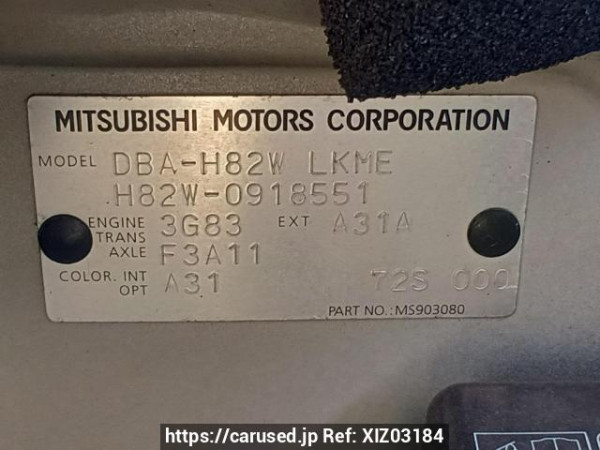 MITSUBISHI MOTORS CORPORATION
MODEL DBA-H82W LKME
H82W-0918551
ENGINE 3G83 EXT A31A
TRANS
AXLE F3A11
COLOR. INT A31 72S 000
OPT
PART NO.: MS903080
https://carused.jp Ref: XIZ03184